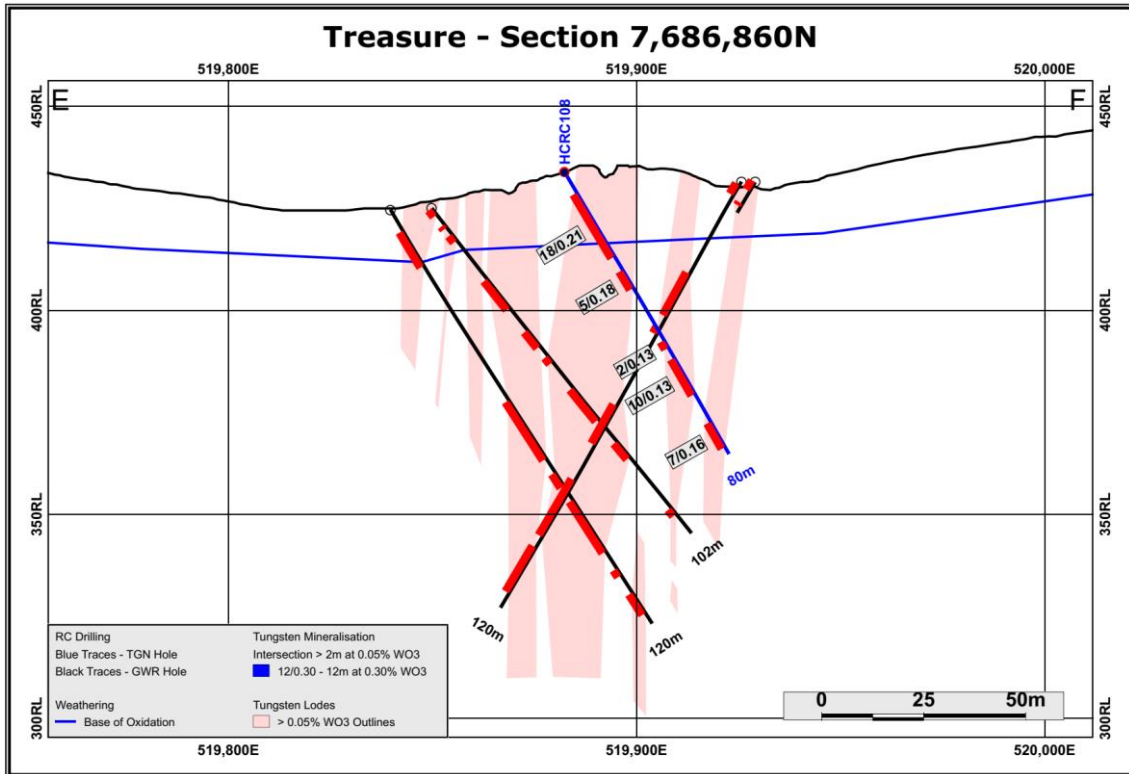 Treasure - Section 7,686,860N
519,800E
519,900E
520,000E
450RL
E
F
450RL
HCRC108
18/0.21
5/0.18
400RL
400RL
2/0.13
10/0.13
7/0.16
80m
350RL
350RL
102m
120m
120m
RC Drilling
Blue Traces - TGN Hole
Black Traces - GWR Hole
Weathering
Base of Oxidation
Tungsten Mineralisation
Intersection > 2m at 0.05% WO3
12/0.30 - 12m at 0.30% WO3
Tungsten Lodes
> 0.05% WO3 Outlines
0 25 50m
300RL
300RL
519,800E
519,900E
520,000E